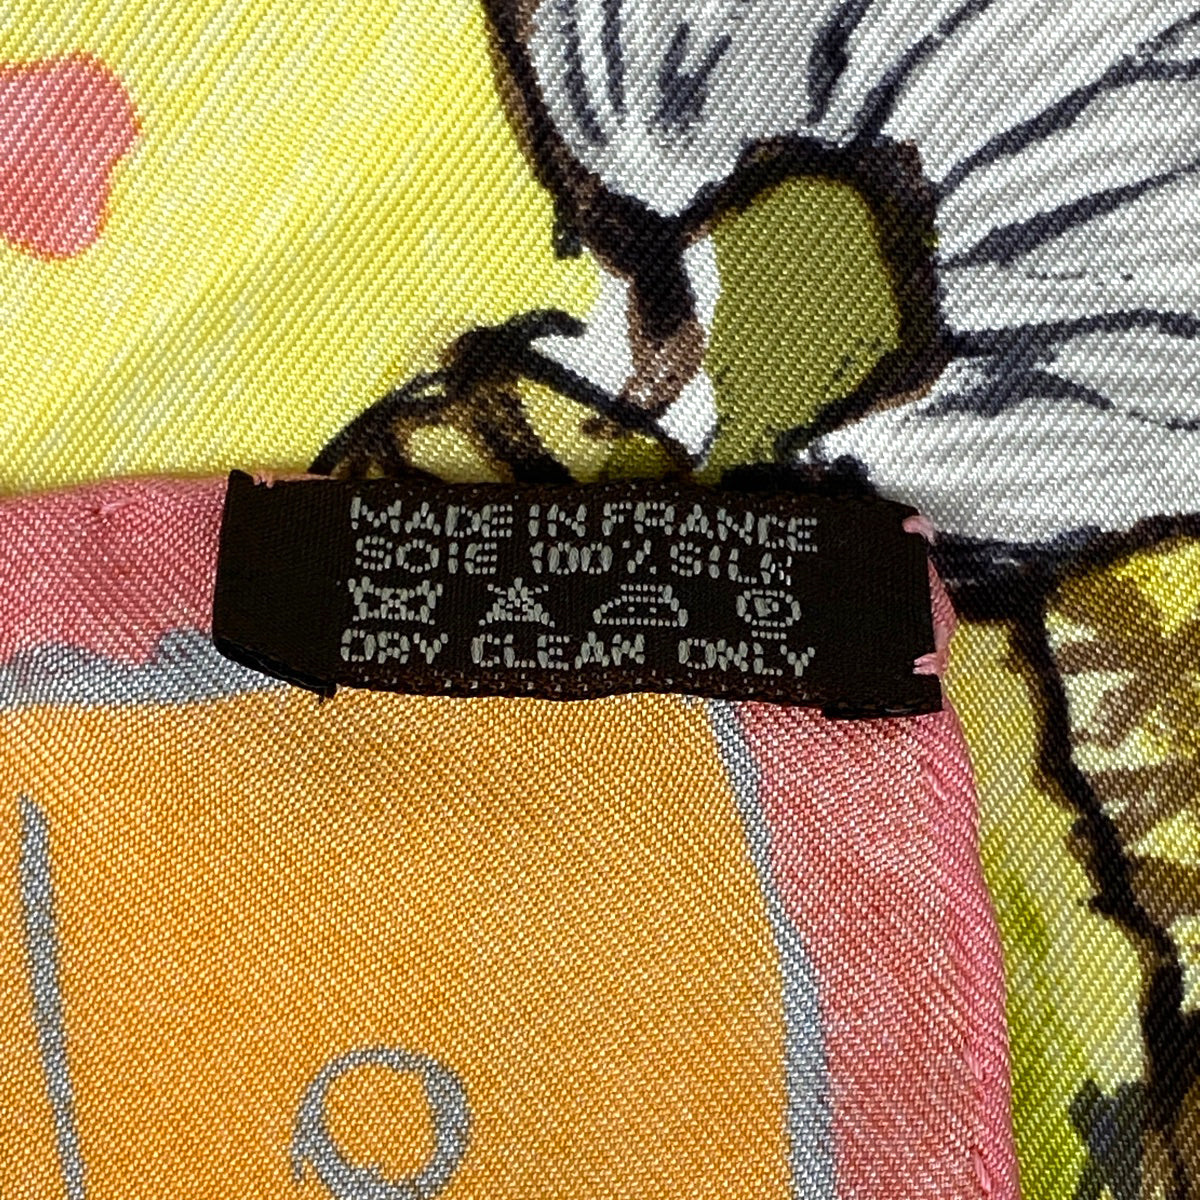 MADE IN FRANCE
SOIE 100% SILK
P
DRY CLEAN ONLY